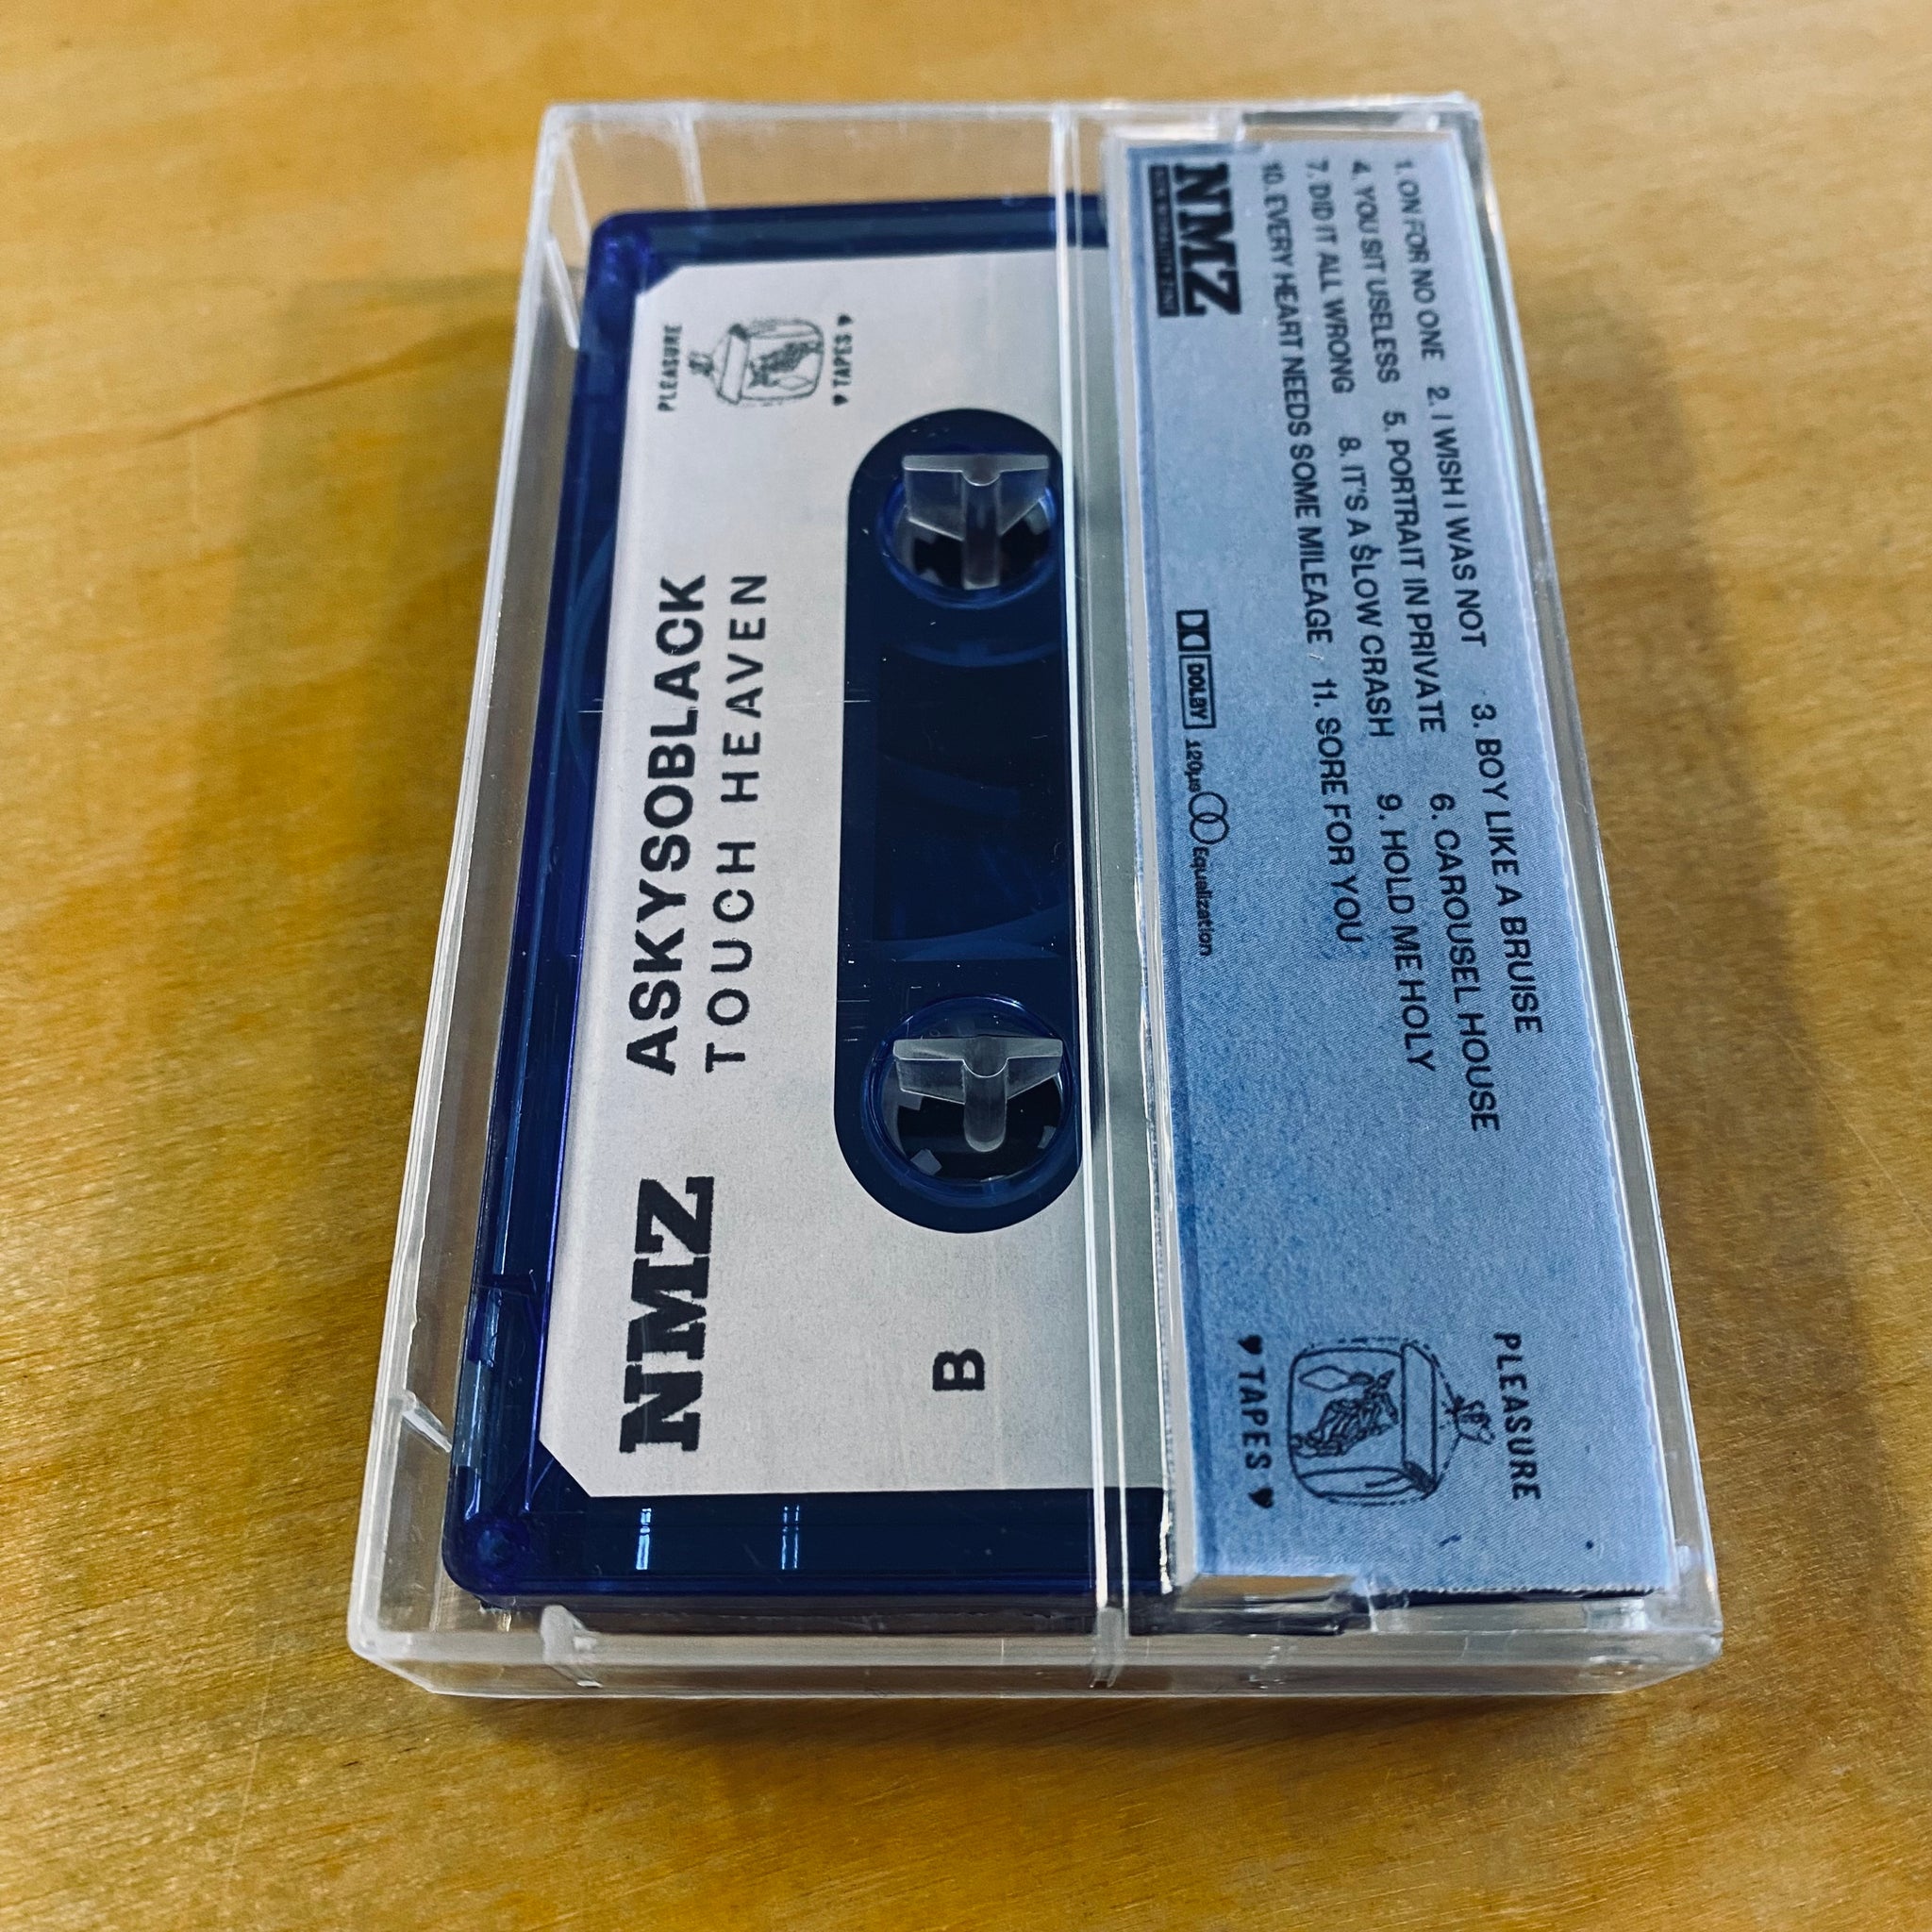 PLEASURE
♥ TAPES ♥
ASKYSOBLACK
TOUCH HEAVEN
NMZ
B
1. ON FOR NO ONE 2. I WISH I WAS NOT 3. BOY LIKE A BRUISE
4. YOU SIT USELESS 5. PORTRAIT IN PRIVATE 6. CAROUSEL HOUSE
7. DID IT ALL WRONG 8. IT'S A SLOW CRASH 9. HOLD ME HOLY
10. EVERY HEART NEEDS SOME MILEAGE 11. SORE FOR YOU
NMZ
DOLBY 120µs Equalization
PLEASURE
♥ TAPES ♥